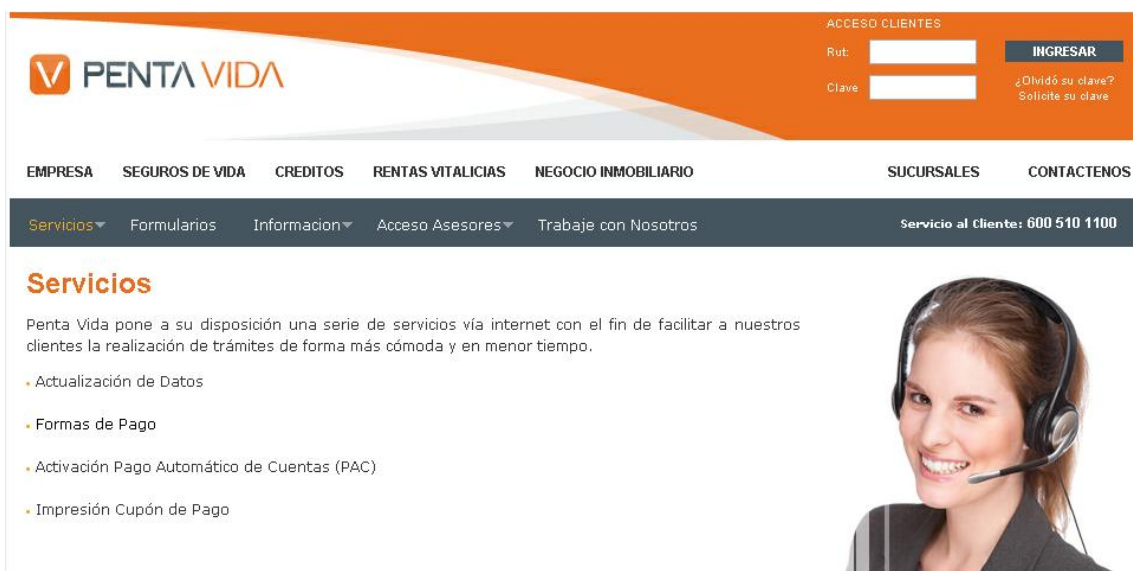 ACCESO CLIENTES
Rut:
INGRESAR
PENTA VIDA
Clave
¿Olvidó su clave?
Solicite su clave
EMPRESA SEGUROS DE VIDA CREDITOS RENTAS VITALICIAS NEGOCIO INMOBILIARIO SUCURSALES CONTACTENOS
Servicios Formularios Informacion Acceso Asesores Trabaje con Nosotros Servicio al Cliente: 600 510 1100
Servicios
Penta Vida pone a su disposición una serie de servicios vía internet con el fin de facilitar a nuestros
clientes la realización de trámites de forma más cómoda y en menor tiempo.
Actualización de Datos
Formas de Pago
Activación Pago Automático de Cuentas (PAC)
Impresión Cupón de Pago